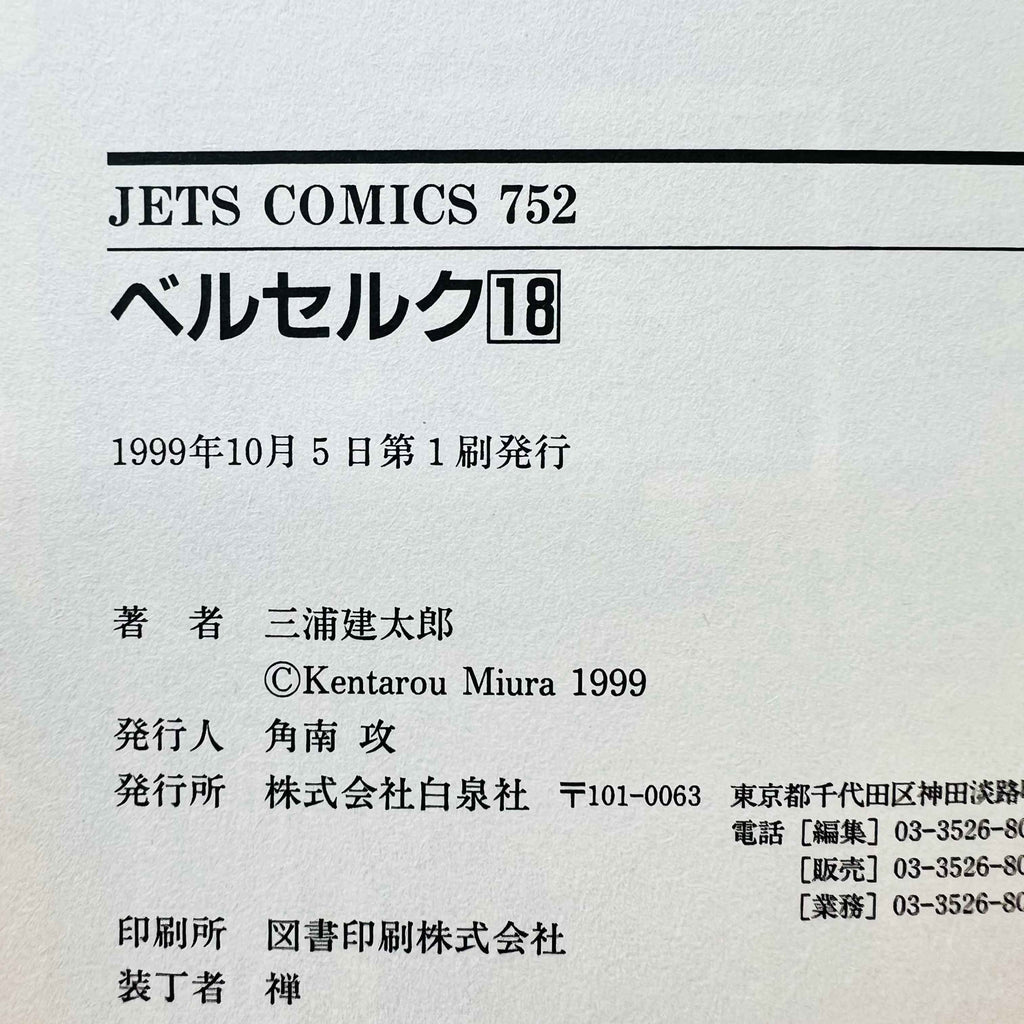 JETS COMICS 752
ベルセルク18
1999年10月5日第1刷発行
著 者 三浦建太郎
©Kentarou Miura 1999
発行人 角南 攻
発行所 株式会社白泉社 〒101-0063 東京都千代田区神田淡路
電話［編集］03-3526-80
［販売］03-3526-80
［業務］03-3526-80
印刷所 図書印刷株式会社
装丁者 禅